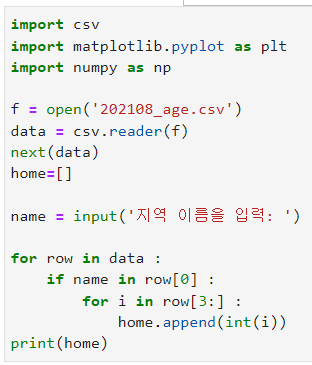 import csv
import matplotlib.pyplot as plt
import numpy as np

f = open('202108_age.csv')
data = csv.reader(f)
next(data)
home=[]

name = input('지역 이름을 입력: ')

for row in data :
    if name in row[0] :
        for i in row[3:] :
            home.append(int(i))
print(home)